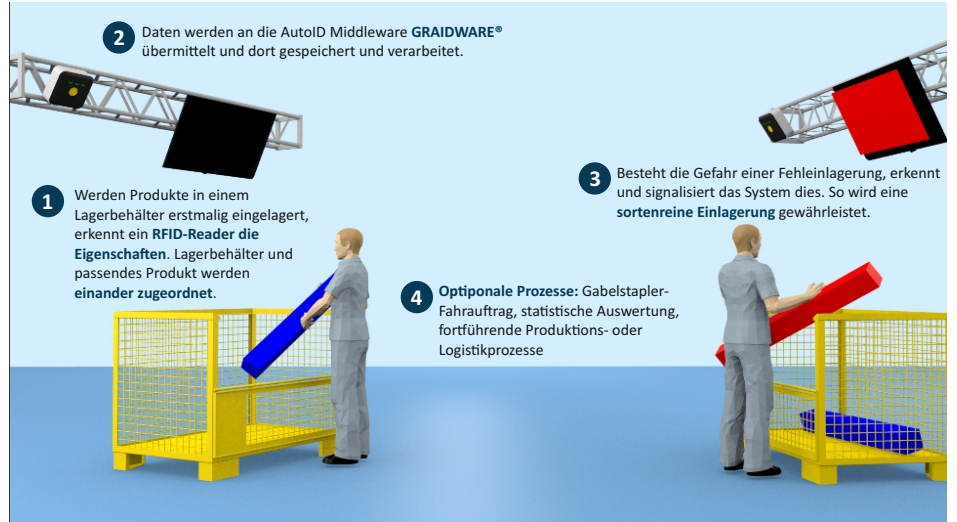 1
Werden Produkte in einem
Lagerbehälter erstmalig eingelagert,
erkennt ein RFID-Reader die
Eigenschaften. Lagerbehälter und
passendes Produkt werden
einander zugeordnet.
2
Daten werden an die AutoID Middleware GRAIDWARE®
übermittelt und dort gespeichert und verarbeitet.
3
Besteht die Gefahr einer Fehleinlagerung, erkennt
und signalisiert das System dies. So wird eine
sortenreine Einlagerung gewährleistet.
4
Optiponale Prozesse: Gabelstapler-
Fahrauftrag, statistische Auswertung,
fortführende Produktions- oder
Logistikprozesse